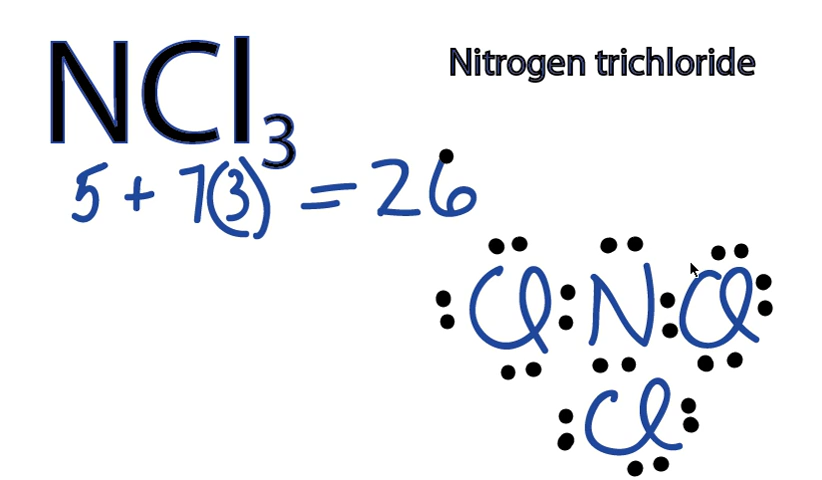 NCl₃
Nitrogen trichloride
5 + 7(3) = 26
Cl : N : Cl
Cl